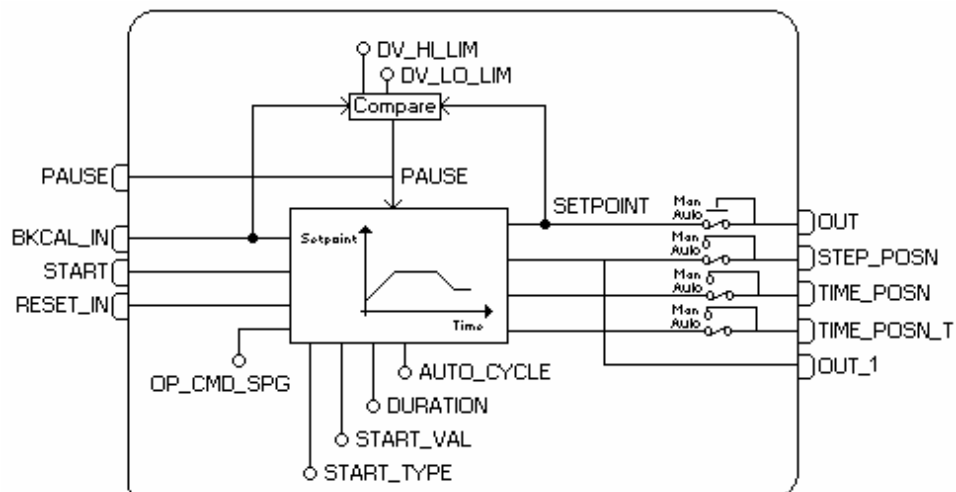 DV_HI_LIM
DV_LO_LIM
Compare
PAUSE
PAUSE
SETPOINT
Man
Auto
OUT
BKCAL_IN
Setpoint
Man
Auto
STEP_POSN
START
Man
Auto
TIME_POSN
RESET_IN
Time
Man
Auto
TIME_POSN_T
OP_CMD_SPG
AUTO_CYCLE
OUT_1
DURATION
START_VAL
START_TYPE